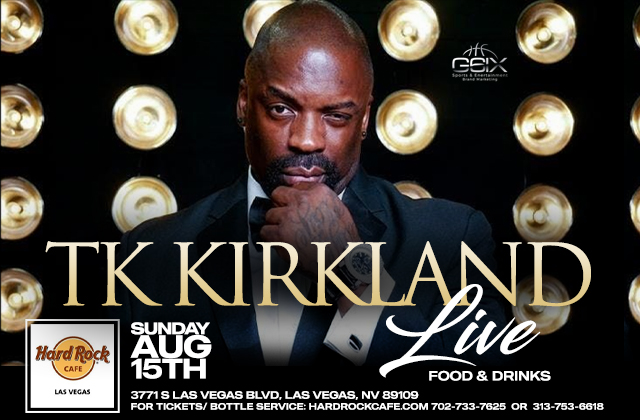 GSIX
Sports & Entertainment
Brand Marketing
TK KIRKLAND
Live
FOOD & DRINKS
Hard Rock
CAFE
LAS VEGAS
SUNDAY
AUG
15TH
3771 S LAS VEGAS BLVD, LAS VEGAS, NV 89109
FOR TICKETS/ BOTTLE SERVICE: HARDROCKCAFE.COM 702-733-7625 OR 313-753-6618